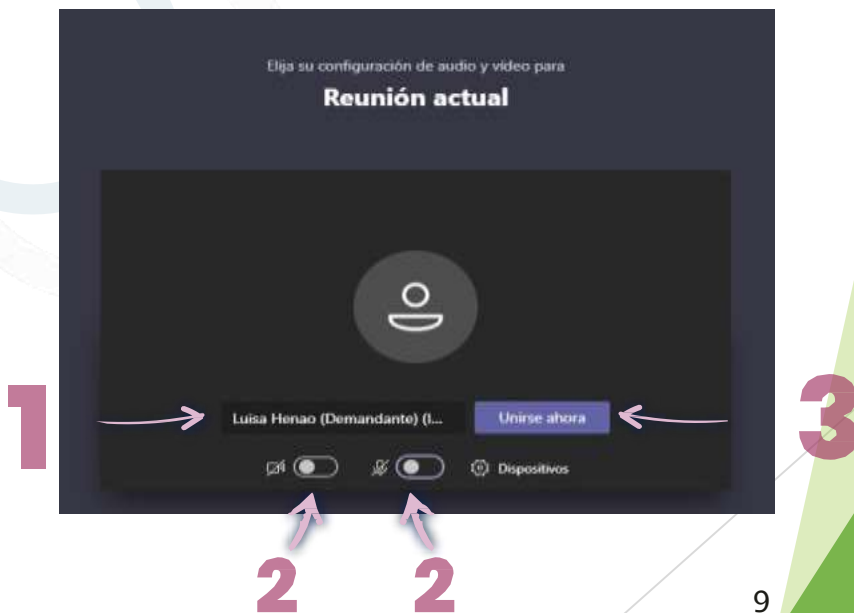 Elija su configuración de audio y vídeo para
Reunión actual
1
Luisa Henao (Demandante) (I...
Unirse ahora
3
Dispositivos
2
2
9